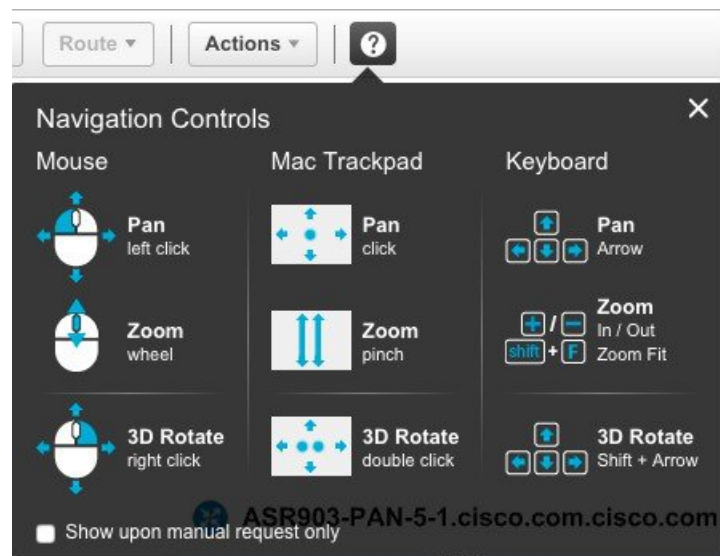 Route
Actions
?
Navigation Controls
Mouse
Mac Trackpad
Keyboard
Pan
left click
Pan
click
Pan
Arrow
Zoom
wheel
Zoom
pinch
+ / −
shift + F
Zoom
In / Out
Zoom Fit
3D Rotate
right click
3D Rotate
double click
3D Rotate
Shift + Arrow
ASR903-PAN-5-1.cisco.com.cisco.com
Show upon manual request only